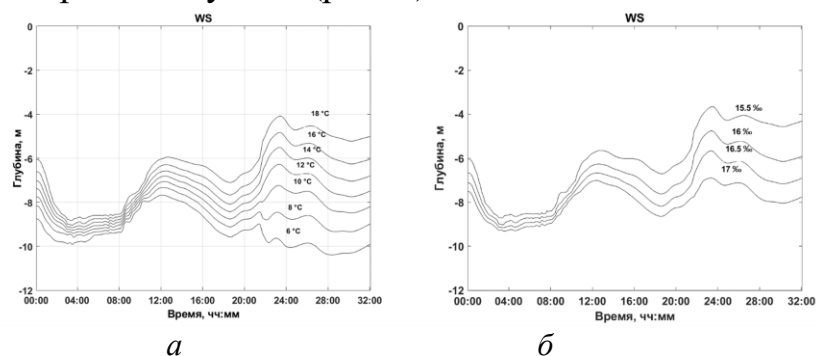 WS
0
-2
-4
-6
-8
-10
-12
Глубина, м
18 °C
16 °C
14 °C
12 °C
10 °C
8 °C
6 °C
00:00 04:00 08:00 12:00 16:00 20:00 24:00 28:00 32:00
Время, чч:мм
а
WS
0
-2
-4
-6
-8
-10
-12
Глубина, м
15.5 ‰
16 ‰
16.5 ‰
17 ‰
00:00 04:00 08:00 12:00 16:00 20:00 24:00 28:00 32:00
Время, чч:мм
б